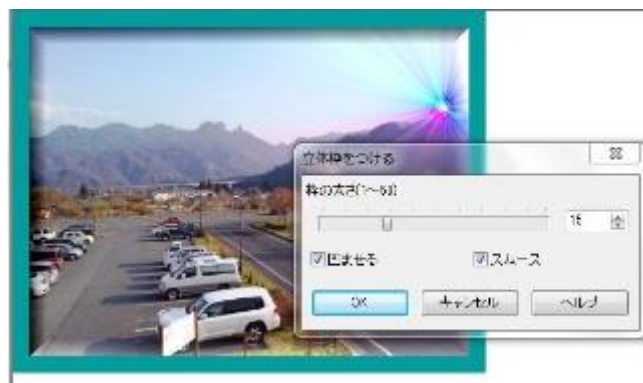 立体枠をつける
枠の太さ(1～50)
15
凹ませる
スムース
OK
キャンセル
ヘルプ